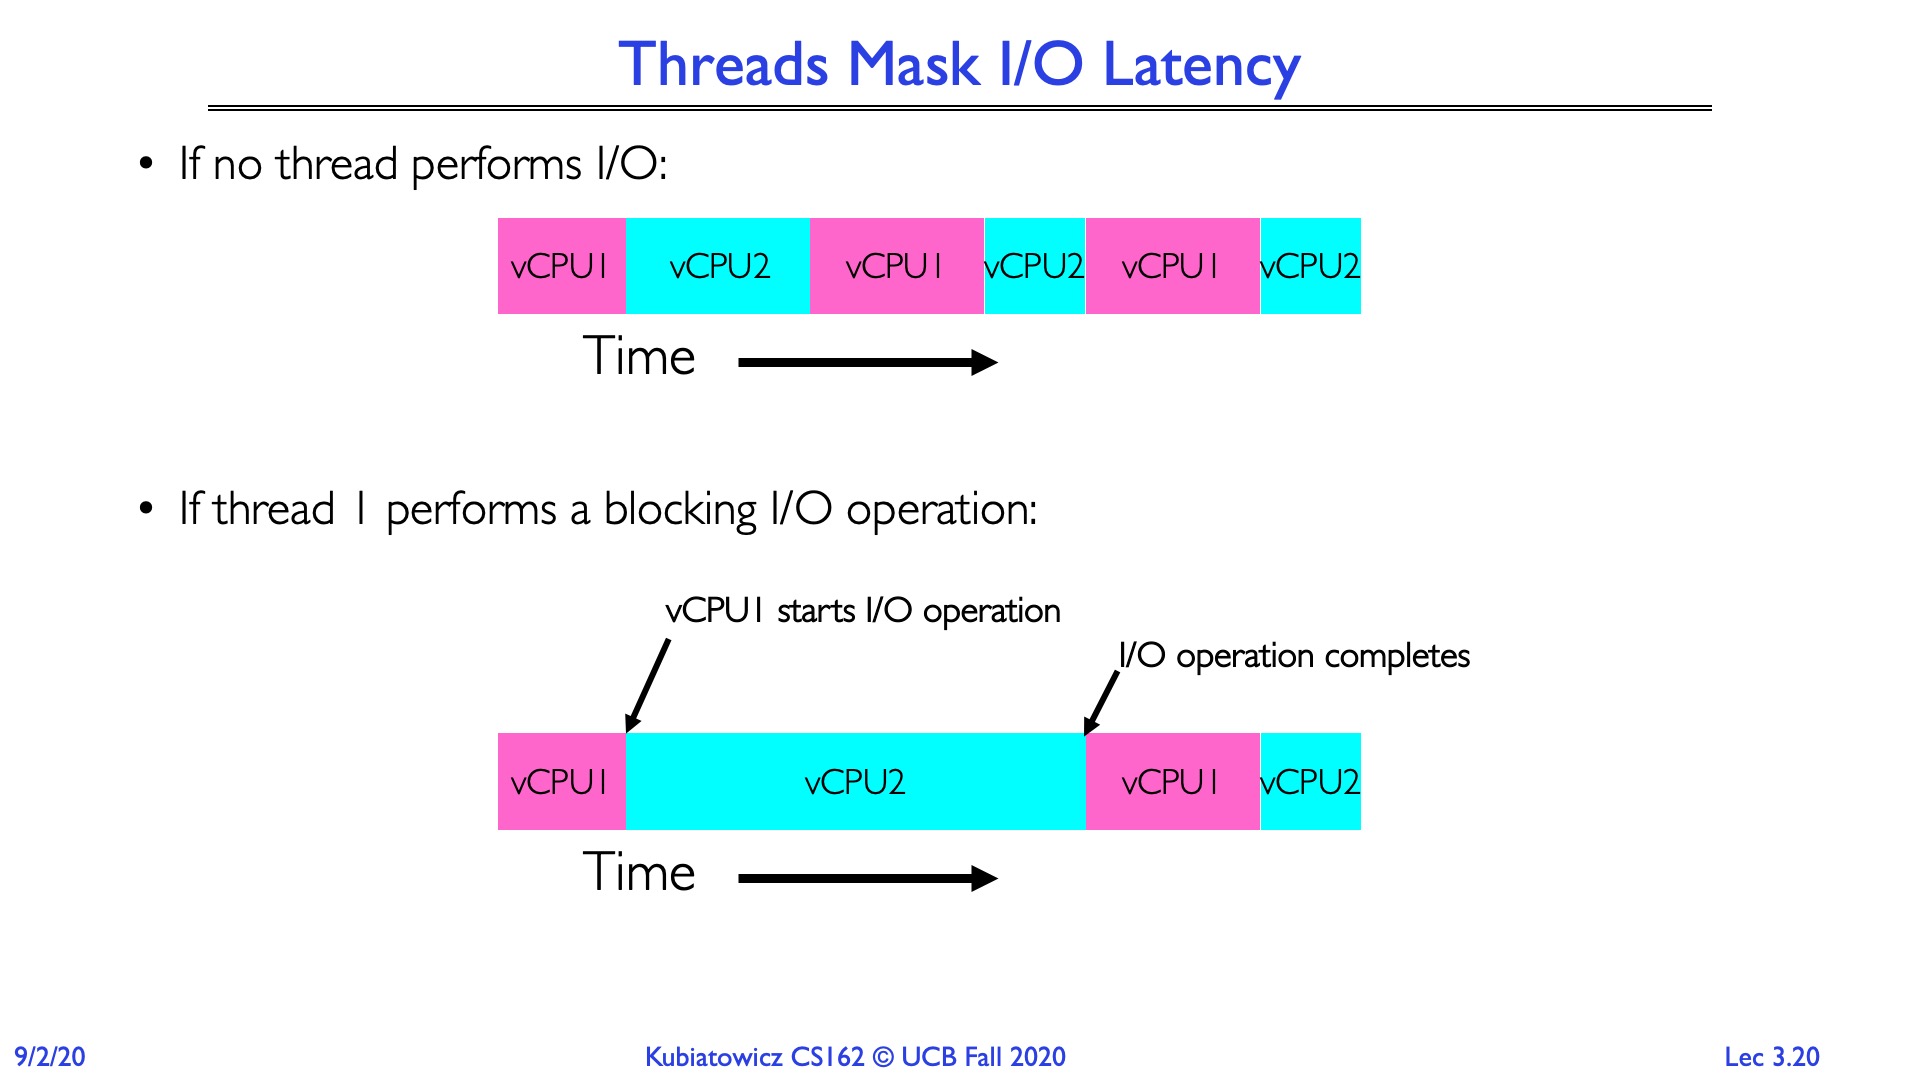 Threads Mask I/O Latency
• If no thread performs I/O:
vCPU1 vCPU2 vCPU1 vCPU2 vCPU1 vCPU2
Time
• If thread 1 performs a blocking I/O operation:
vCPU1 starts I/O operation
I/O operation completes
vCPU1 vCPU2 vCPU1 vCPU2
Time
9/2/20 Kubiatowicz CS162 © UCB Fall 2020 Lec 3.20